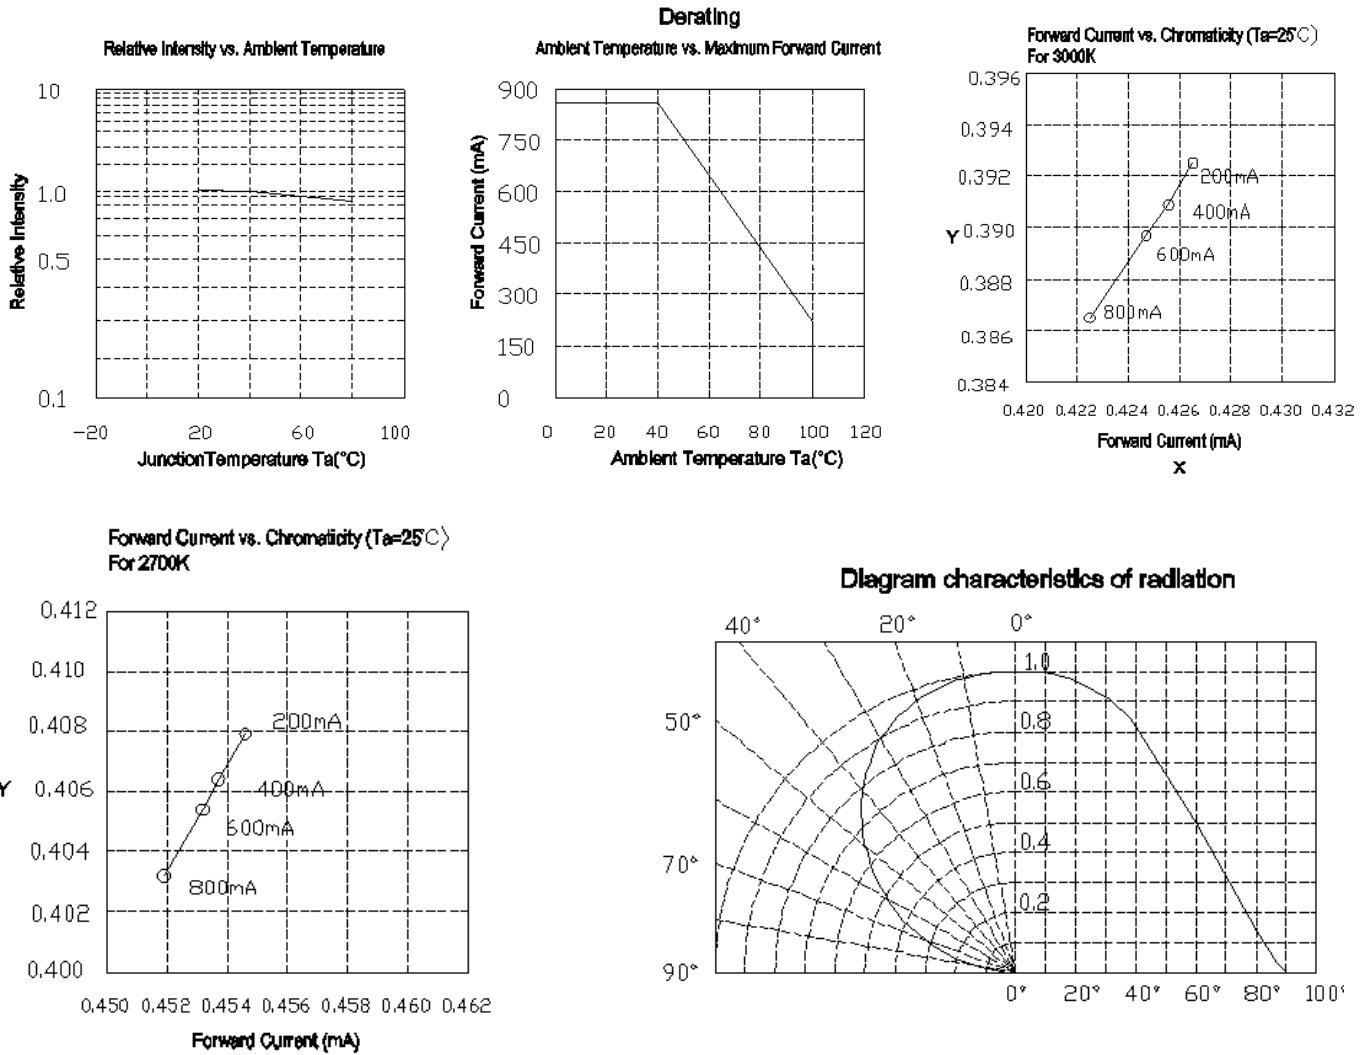 Derating
Relative Intensity vs. Ambient Temperature
Ambient Temperature vs. Maximum Forward Current
Forward Current vs. Chromaticity (Ta=25℃)
For 3000K
10
1.0
0.5
0.1
Relative Intensity
-20 20 60 100
JunctionTemperature Ta(°C)
900
750
600
450
300
150
0
Forward Current (mA)
0 20 40 60 80 100 120
Ambient Temperature Ta(°C)
0.396
0.394
0.392
0.390
0.388
0.386
0.384
Y
200mA
400mA
600mA
800mA
0.420 0.422 0.424 0.426 0.428 0.430 0.432
Forward Current (mA)
X
Forward Current vs. Chromaticity (Ta=25℃)
For 2700K
0.412
0.410
0.408
0.406
0.404
0.402
0.400
Y
200mA
400mA
600mA
800mA
0.450 0.452 0.454 0.456 0.458 0.460 0.462
Forward Current (mA)
Diagram characteristics of radiation
40° 20° 0°
50°
70°
90°
1.0
0.8
0.6
0.4
0.2
0° 20° 40° 60° 80° 100°